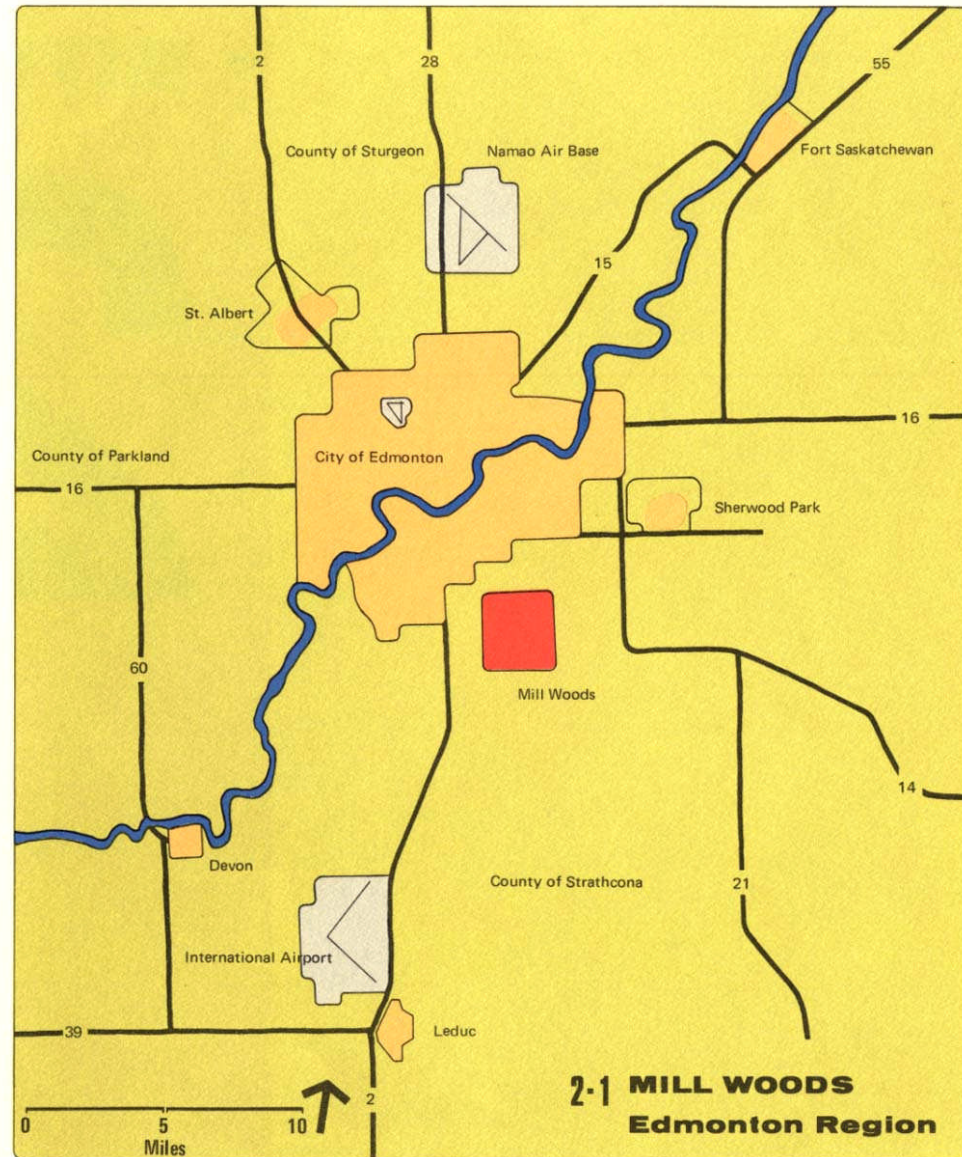 2
28
55
County of Sturgeon
Namao Air Base
Fort Saskatchewan
15
St. Albert
16
County of Parkland
City of Edmonton
16
Sherwood Park
60
Mill Woods
14
Devon
County of Strathcona
21
International Airport
39
Leduc
2
0 5 10
Miles
2-1 MILL WOODS
Edmonton Region